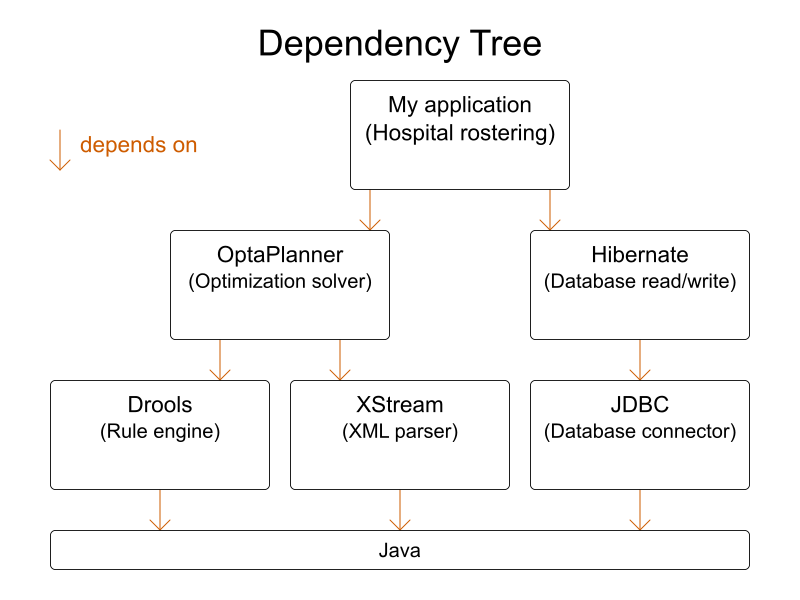 Dependency Tree
My application
(Hospital rostering)
depends on
OptaPlanner
(Optimization solver)
Hibernate
(Database read/write)
Drools
(Rule engine)
XStream
(XML parser)
JDBC
(Database connector)
Java